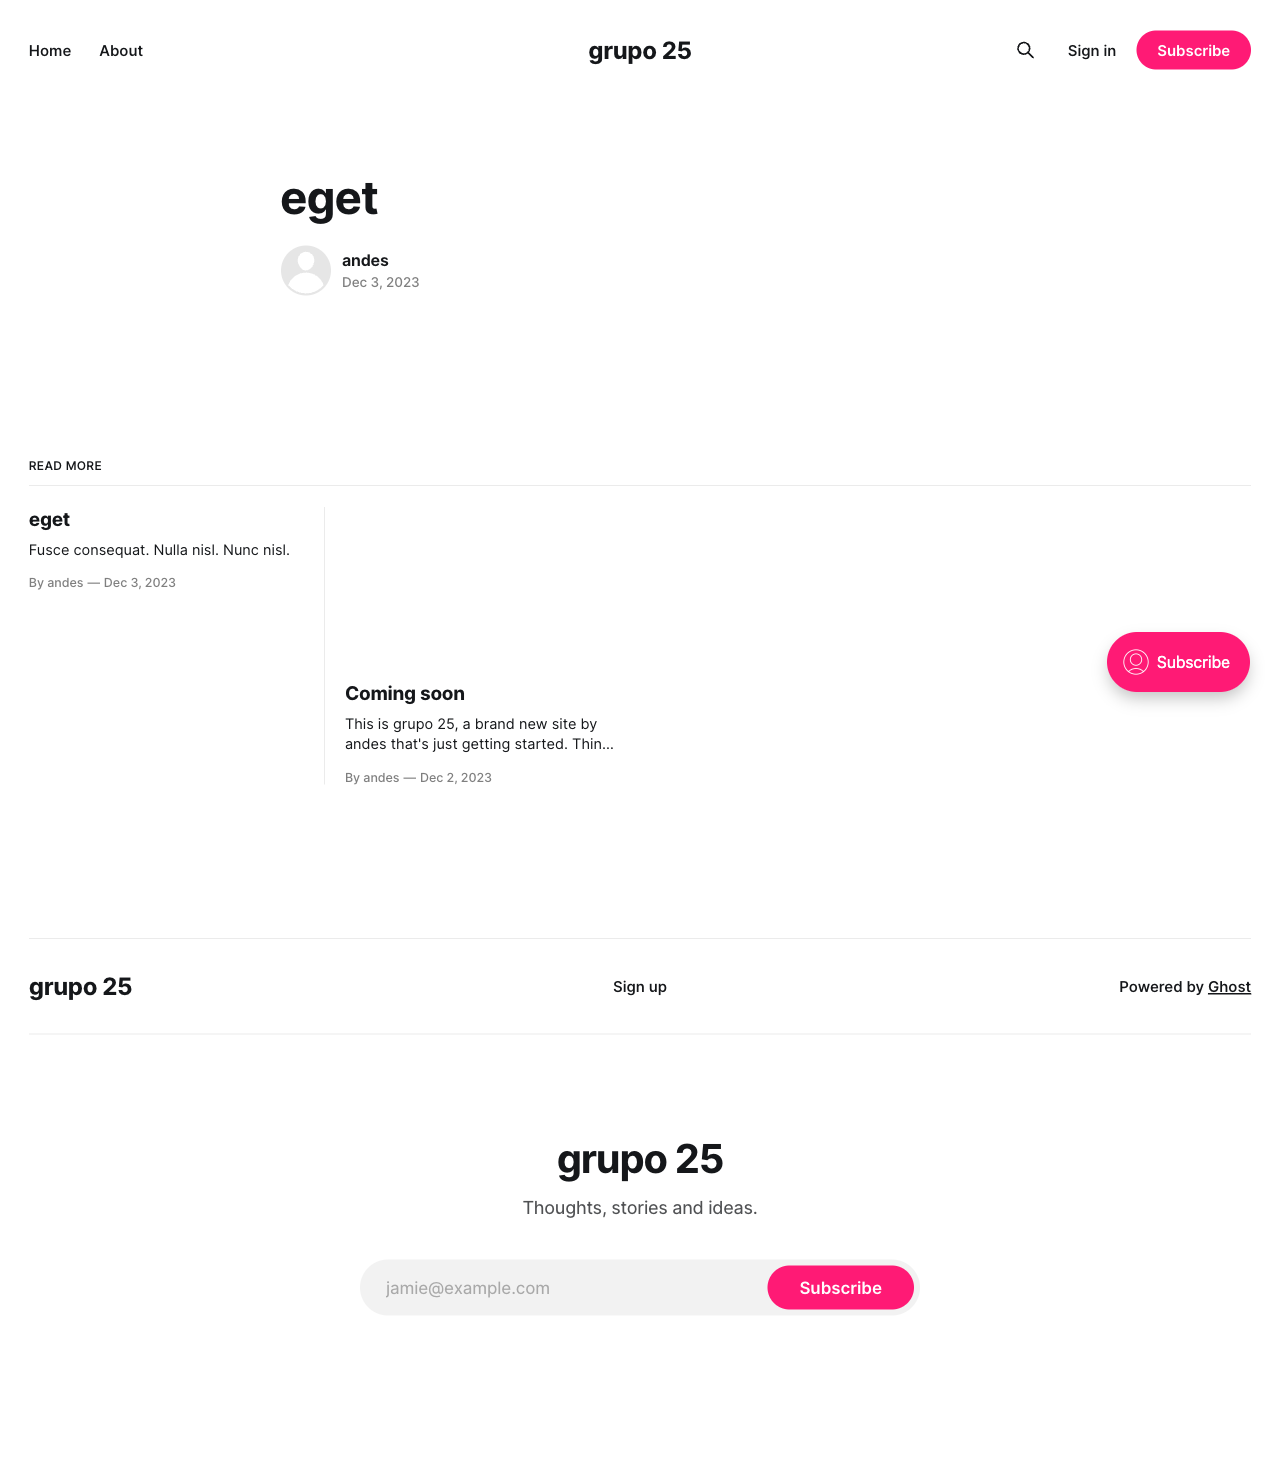 Home About grupo 25 Sign in Subscribe
eget
andes
Dec 3, 2023
READ MORE
eget
Fusce consequat. Nulla nisl. Nunc nisl.
By andes — Dec 3, 2023
Coming soon
This is grupo 25, a brand new site by
andes that's just getting started. Thin...
By andes — Dec 2, 2023
Subscribe
grupo 25 Sign up Powered by Ghost
grupo 25
Thoughts, stories and ideas.
jamie@example.com Subscribe